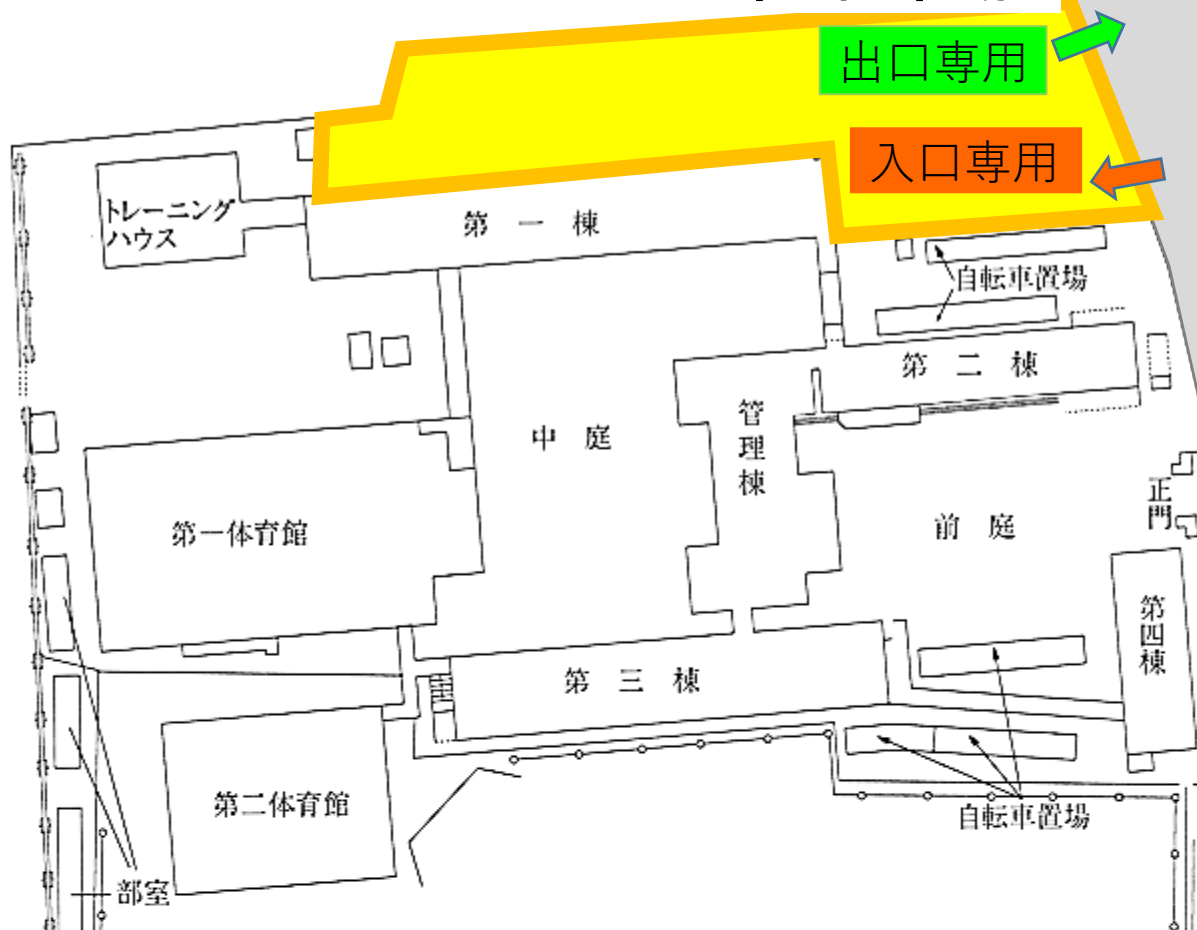 出口専用
入口専用
トレーニング
ハウス
第一棟
自転車置場
第二棟
管理棟
中庭
正門
前庭
第一体育館
第四棟
第三棟
第二体育館
自転車置場
部室